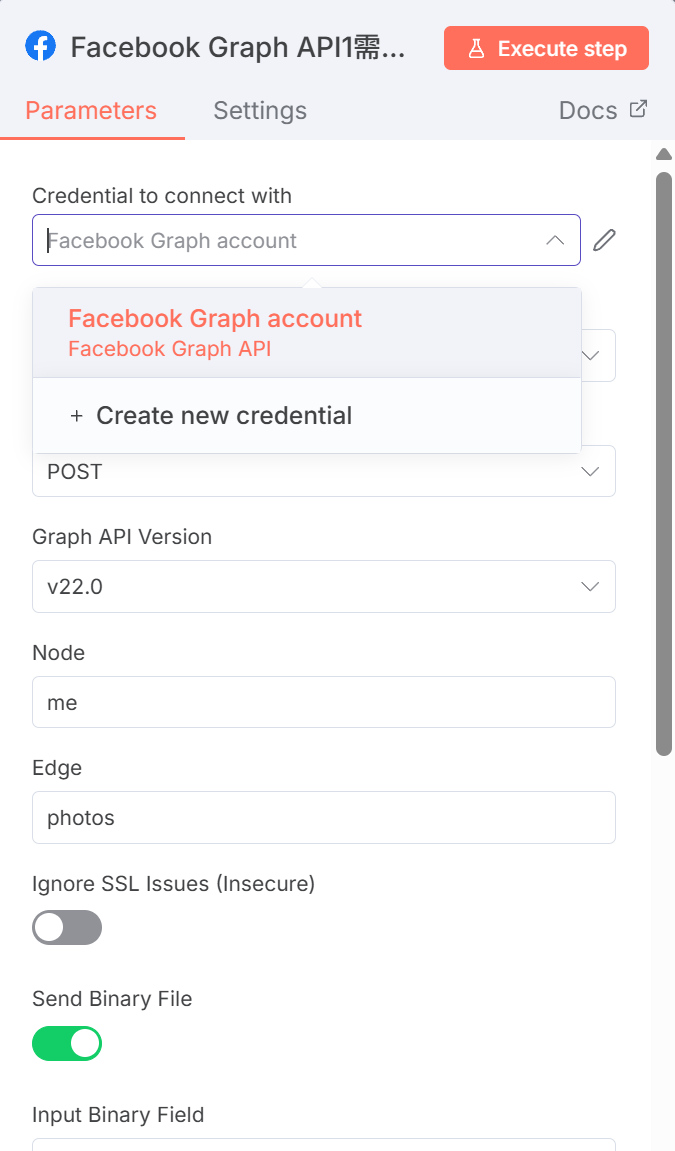 Facebook Graph API1需...
Execute step
Parameters
Settings
Docs
Credential to connect with
Facebook Graph account
Facebook Graph account
Facebook Graph API
+ Create new credential
POST
Graph API Version
v22.0
Node
me
Edge
photos
Ignore SSL Issues (Insecure)
Send Binary File
Input Binary Field